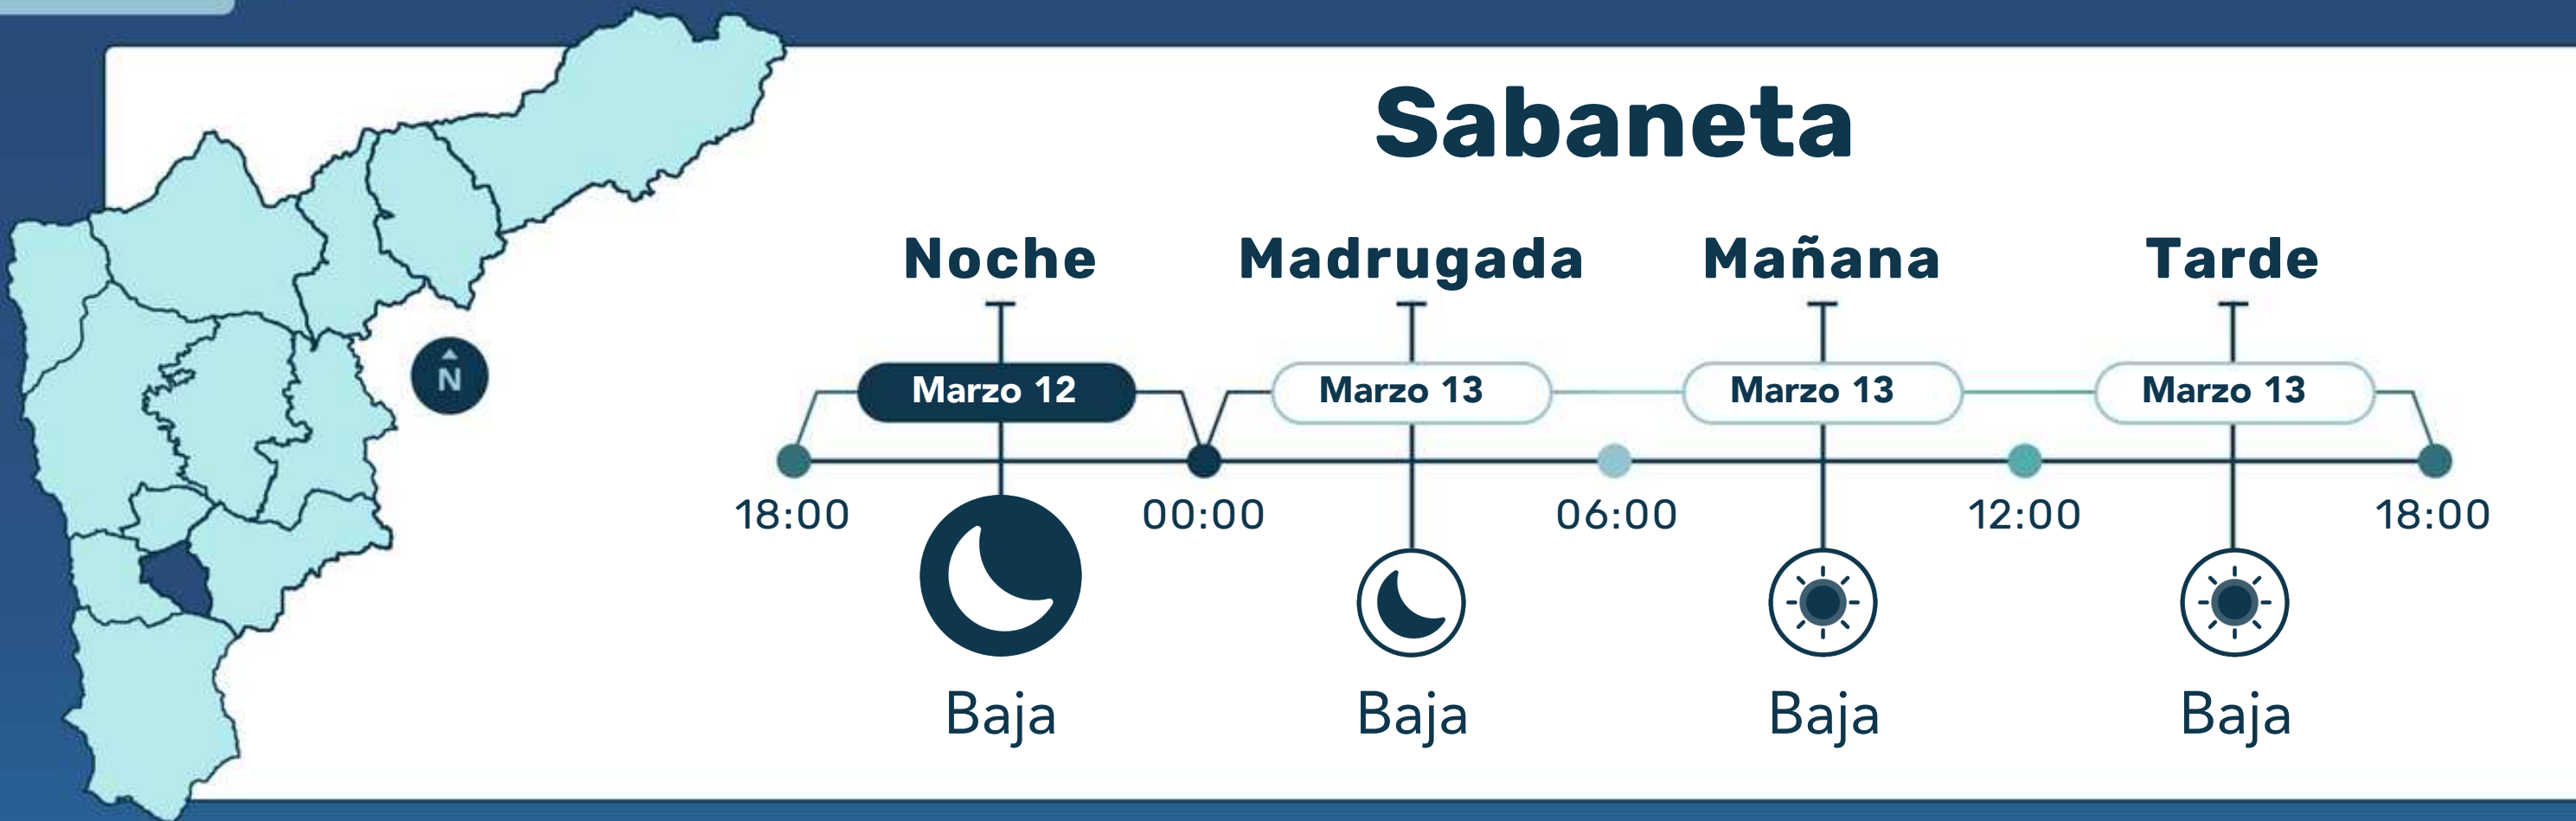 Sabaneta
Noche Madrugada Mañana Tarde
N
Marzo 12 Marzo 13 Marzo 13 Marzo 13
18:00 00:00 06:00 12:00 18:00
Baja Baja Baja Baja